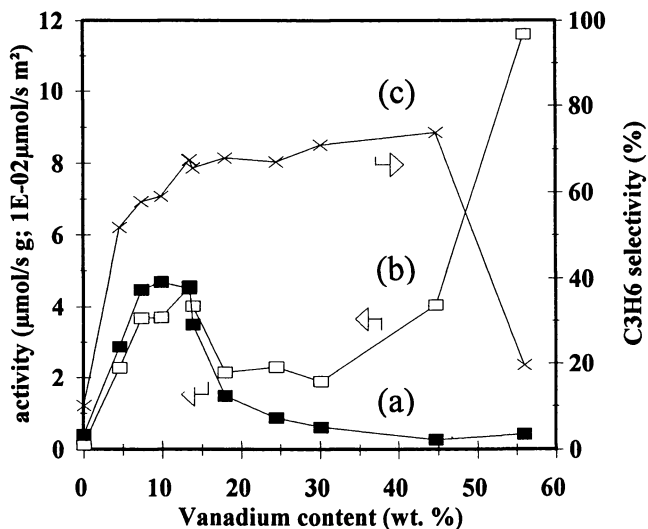 activity (μmol/s g; 1E-02μmol/s m²)
12
10
8
6
4
2
0
(c)
(b)
(a)
100
80
60
40
20
0
C3H6 selectivity (%)
0 10 20 30 40 50 60
Vanadium content (wt. %)